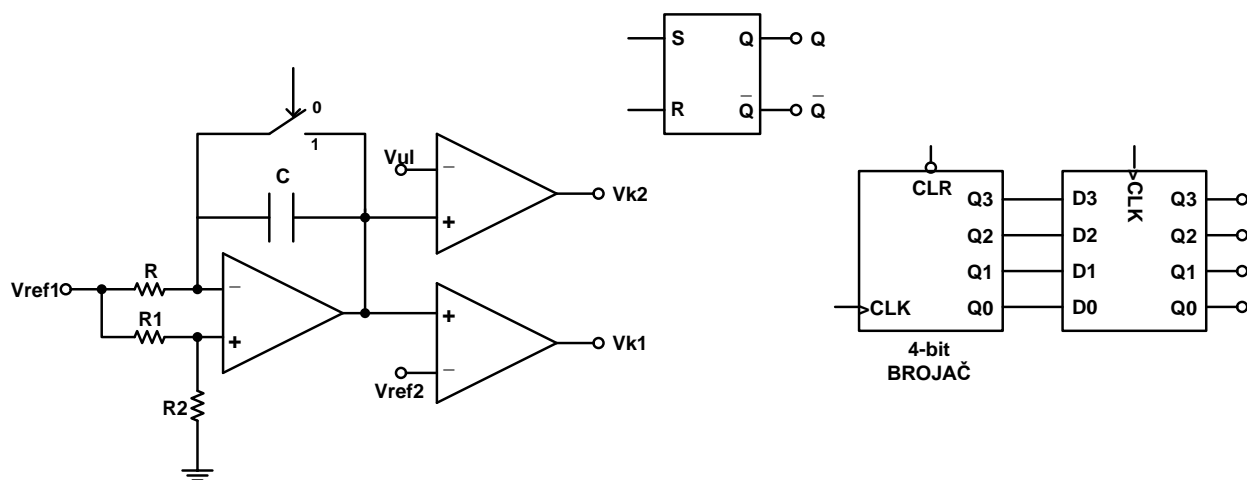 S Q Q
R Q̅ Q̅
0
1
C
Vul
−
+
Vk2
Vref1
R
R1
−
+
R2
+
−
Vref2
Vk1
CLR
Q3
Q2
Q1
Q0
>CLK
4-bit
BROJAČ
>CLK
D3 Q3
D2 Q2
D1 Q1
D0 Q0